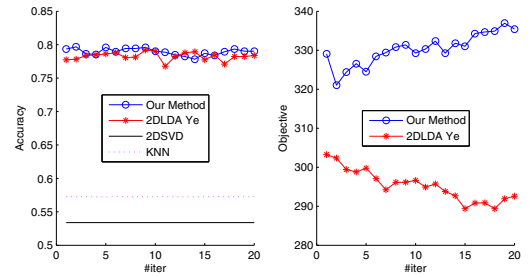 0.85
0.8
0.75
0.7
0.65
0.6
0.55
0.5
Accuracy
Our Method
2DLDA Ye
2DSVD
KNN
0 5 10 15 20
#iter
340
330
320
310
300
290
280
Objective
Our Method
2DLDA Ye
0 5 10 15 20
#iter